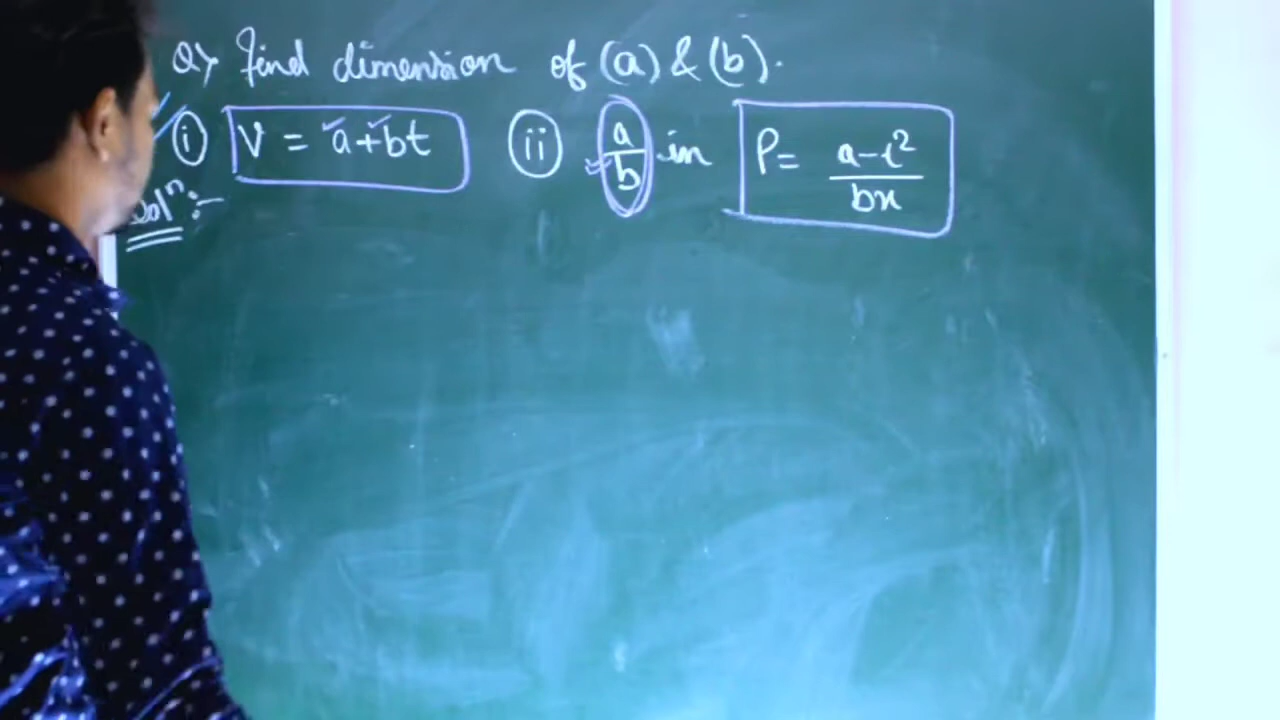 Q) Find dimension of (a) & (b).
(i) V = a+bt (ii) a/b in P = a-t²/bx
Solⁿ:-